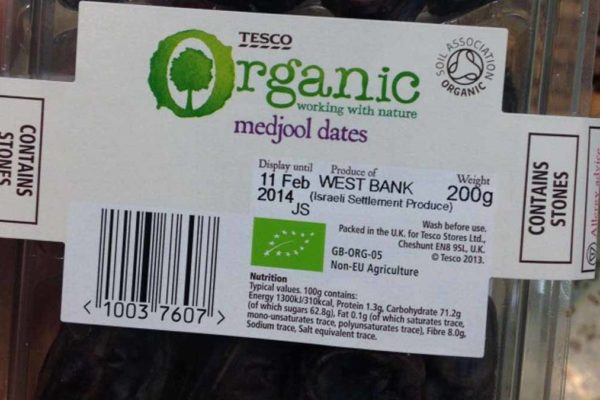 TESCO
Organic
working with nature
medjool dates
SOIL ASSOCIATION
ORGANIC
CONTAINS
STONES
Display until
11 Feb
2014
JS
Produce of
WEST BANK
(Israeli Settlement Produce)
Weight
200g
Wash before use.
Packed in the U.K. for Tesco Stores Ltd.,
Cheshunt EN8 9SL, U.K.
© Tesco 2013.
GB-ORG-05
Non-EU Agriculture
Nutrition
Typical values. 100g contains:
Energy 1300kJ/310kcal, Protein 1.3g, Carbohydrate 71.2g
(of which sugars 62.8g), Fat 0.1g (of which saturates trace,
mono-unsaturates trace, polyunsaturates trace), Fibre 8.0g,
Sodium trace, Salt equivalent trace.
< 1003 7607 >
CONTAINS
STONES
Allergy advice